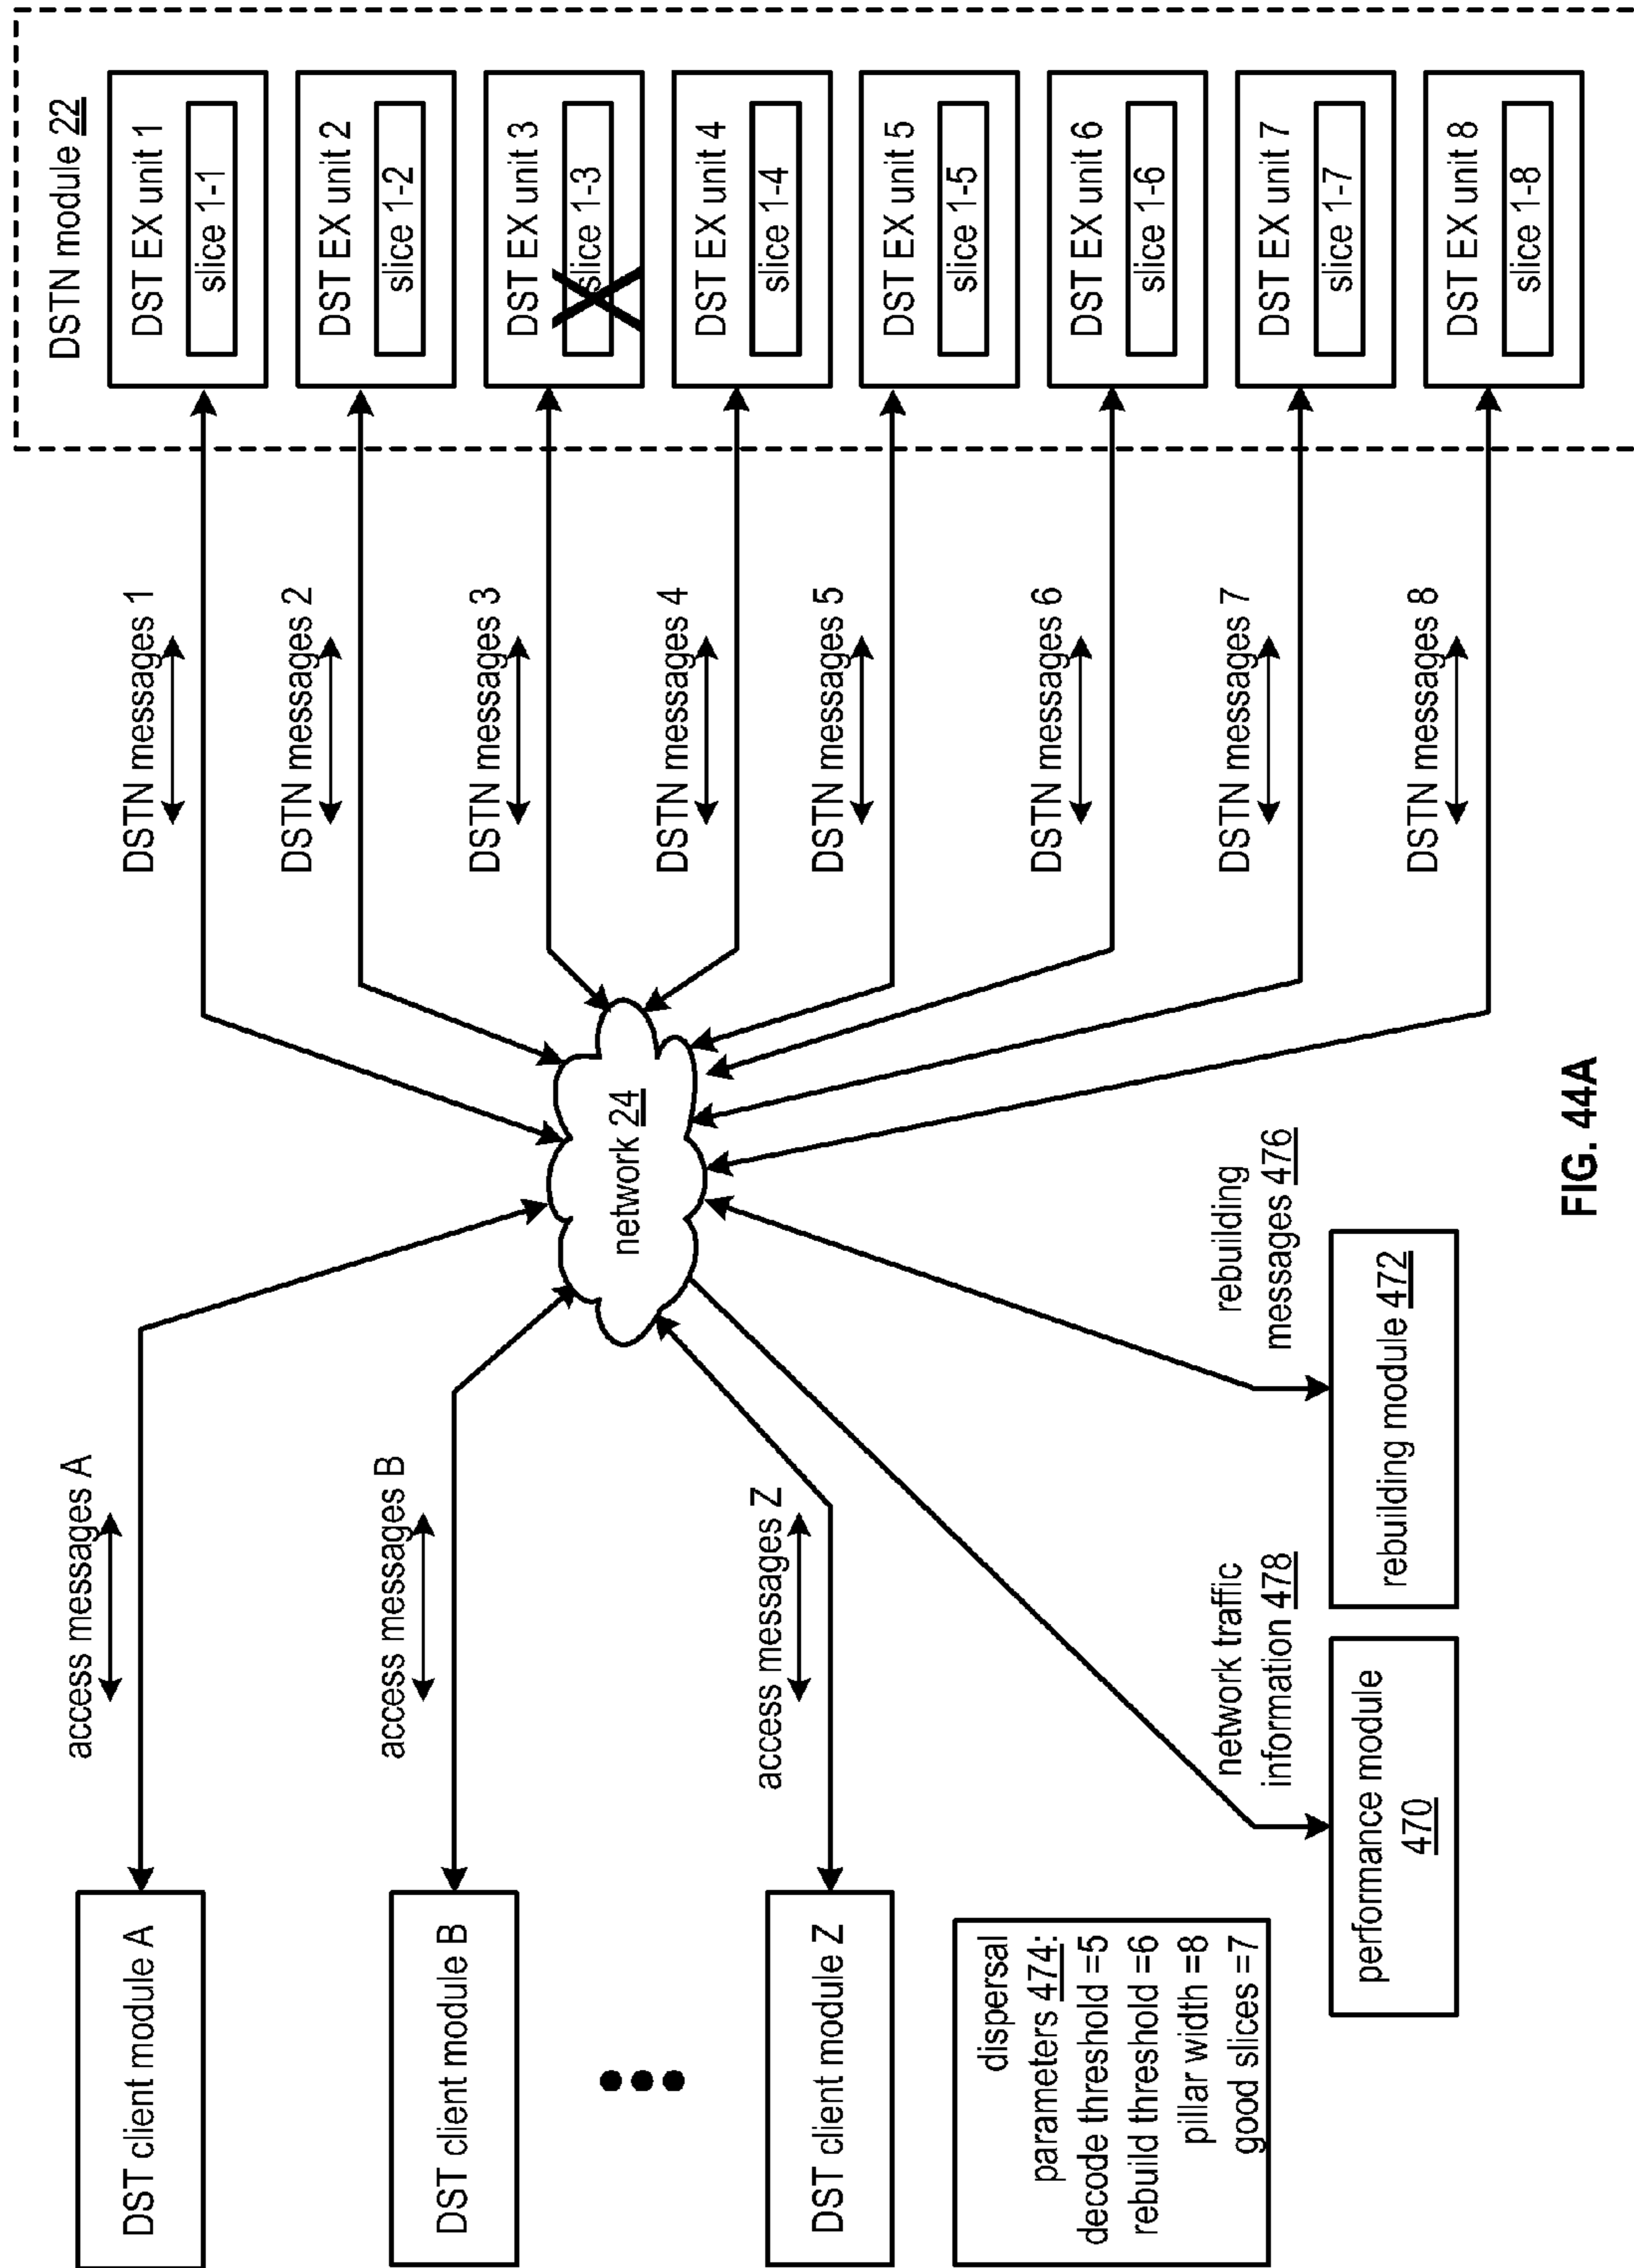 DST client module A
access messages A
DST client module B
access messages B
DST client module Z
access messages Z
dispersal
parameters 474:
decode threshold =5
rebuild threshold =6
pillar width =8
good slices =7
performance module
470
network traffic
information 478
rebuilding module 472
rebuilding
messages 476
network 24
DSTN messages 1
DSTN messages 2
DSTN messages 3
DSTN messages 4
DSTN messages 5
DSTN messages 6
DSTN messages 7
DSTN messages 8
DSTN module 22
DST EX unit 1
slice 1-1
DST EX unit 2
slice 1-2
DST EX unit 3
slice 1-3
DST EX unit 4
slice 1-4
DST EX unit 5
slice 1-5
DST EX unit 6
slice 1-6
DST EX unit 7
slice 1-7
DST EX unit 8
slice 1-8
FIG. 44A